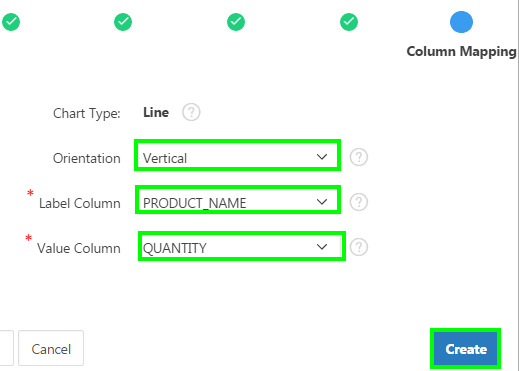 Column Mapping
Chart Type: Line ?
Orientation Vertical ?
* Label Column PRODUCT_NAME ?
* Value Column QUANTITY ?
Cancel Create